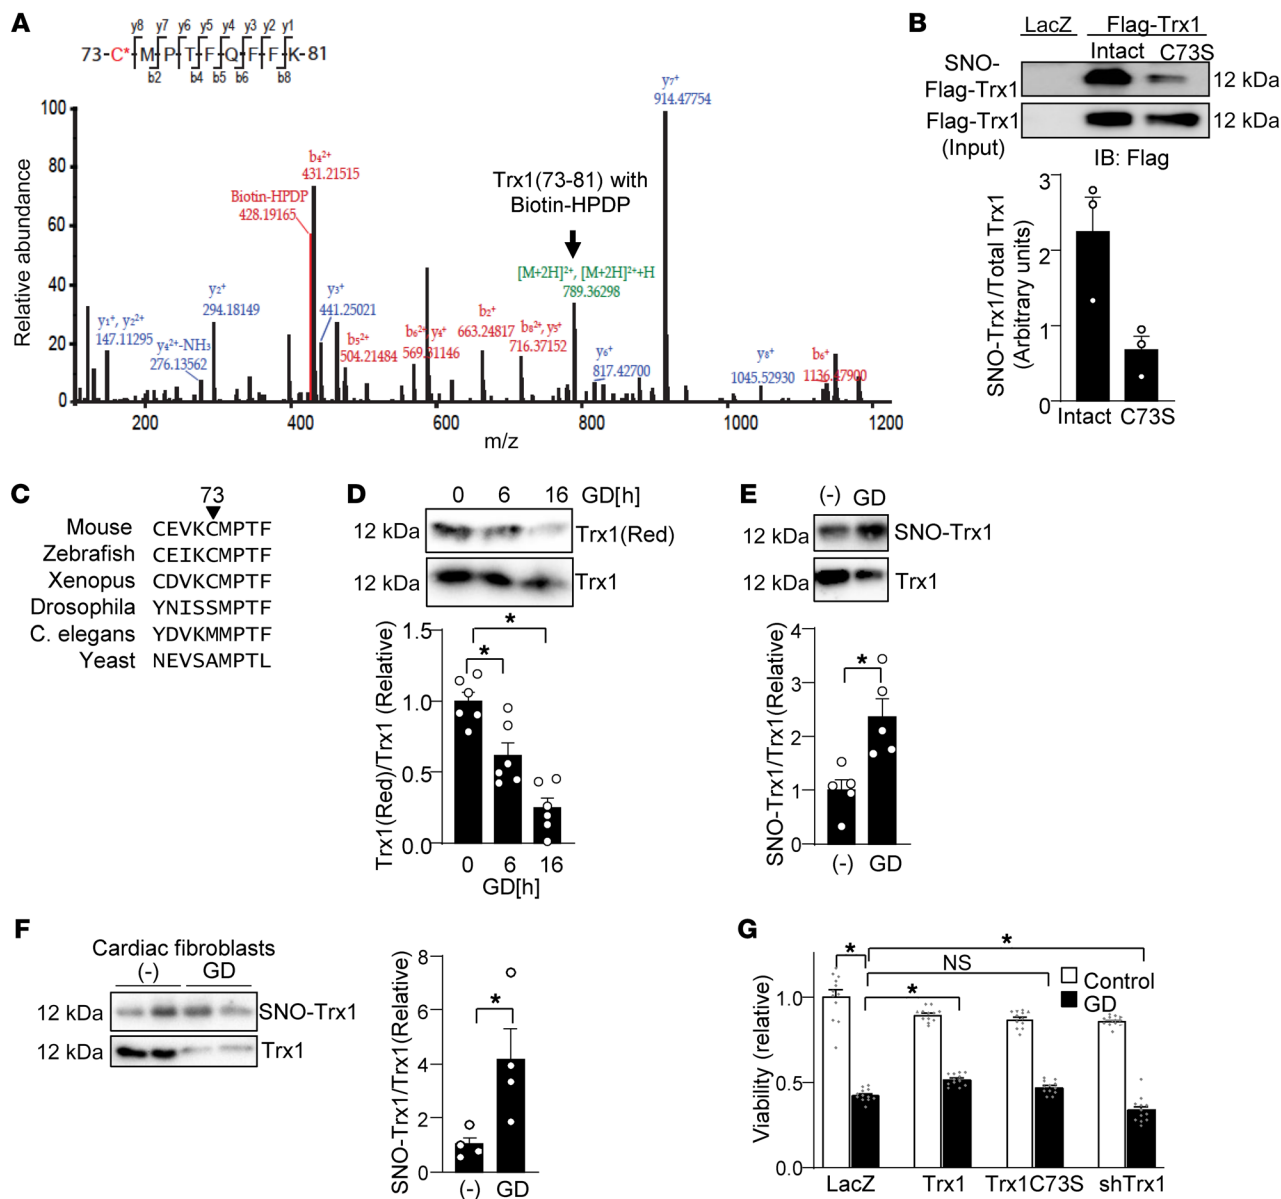 A
y8 y7 y6 y5 y4 y3 y2 y1
73-C*-M-P-T-F-Q-F-F-K-81
b2 b4 b5 b6 b8
Relative abundance
100
80
60
40
20
0
200 400 600 800 1000 1200
m/z
y₁⁺, y₂²⁺
147.11295
y₄²⁺-NH₃
276.13562
y₂⁺
294.18149
Biotin-HPDP
428.19165
b₄²⁺
431.21515
y₃⁺
441.25021
b₅²⁺
504.21484
b₆²⁺ y₄⁺
569.31146
b₂⁺
663.24817
b₈²⁺, y₅⁺
716.37152
Trx1(73-81) with
Biotin-HPDP
[M+2H]²⁺, [M+2H]²⁺+H
789.36298
y₆⁺
817.42700
y₇⁺
914.47754
y₈⁺
1045.52930
b₆⁺
1136.47900
B
LacZ Flag-Trx1
Intact C73S
SNO-
Flag-Trx1
12 kDa
Flag-Trx1
(Input)
12 kDa
IB: Flag
SNO-Trx1/Total Trx1
(Arbitrary units)
3
2
1
0
Intact C73S
C
73
Mouse CEVKCMPTF
Zebrafish CEIKCMPTF
Xenopus CDVKCMPTF
Drosophila YNISSMPTF
C. elegans YDVKMMPTF
Yeast NEVSAMPTL
D
0 6 16 GD[h]
12 kDa Trx1(Red)
12 kDa Trx1
Trx1(Red)/Trx1 (Relative)
1.5
1.0
0.5
0.0
* *
0 6 16
GD[h]
E
(-) GD
12 kDa SNO-Trx1
12 kDa Trx1
SNO-Trx1/Trx1(Relative)
4
3
2
1
0
*
(-) GD
F
Cardiac fibroblasts
(-) GD
12 kDa SNO-Trx1
12 kDa Trx1
SNO-Trx1/Trx1(Relative)
8
6
4
2
0
*
(-) GD
G
Viability (relative)
1.0
0.5
0.0
* *
NS
*
Control
GD
LacZ Trx1 Trx1C73S shTrx1